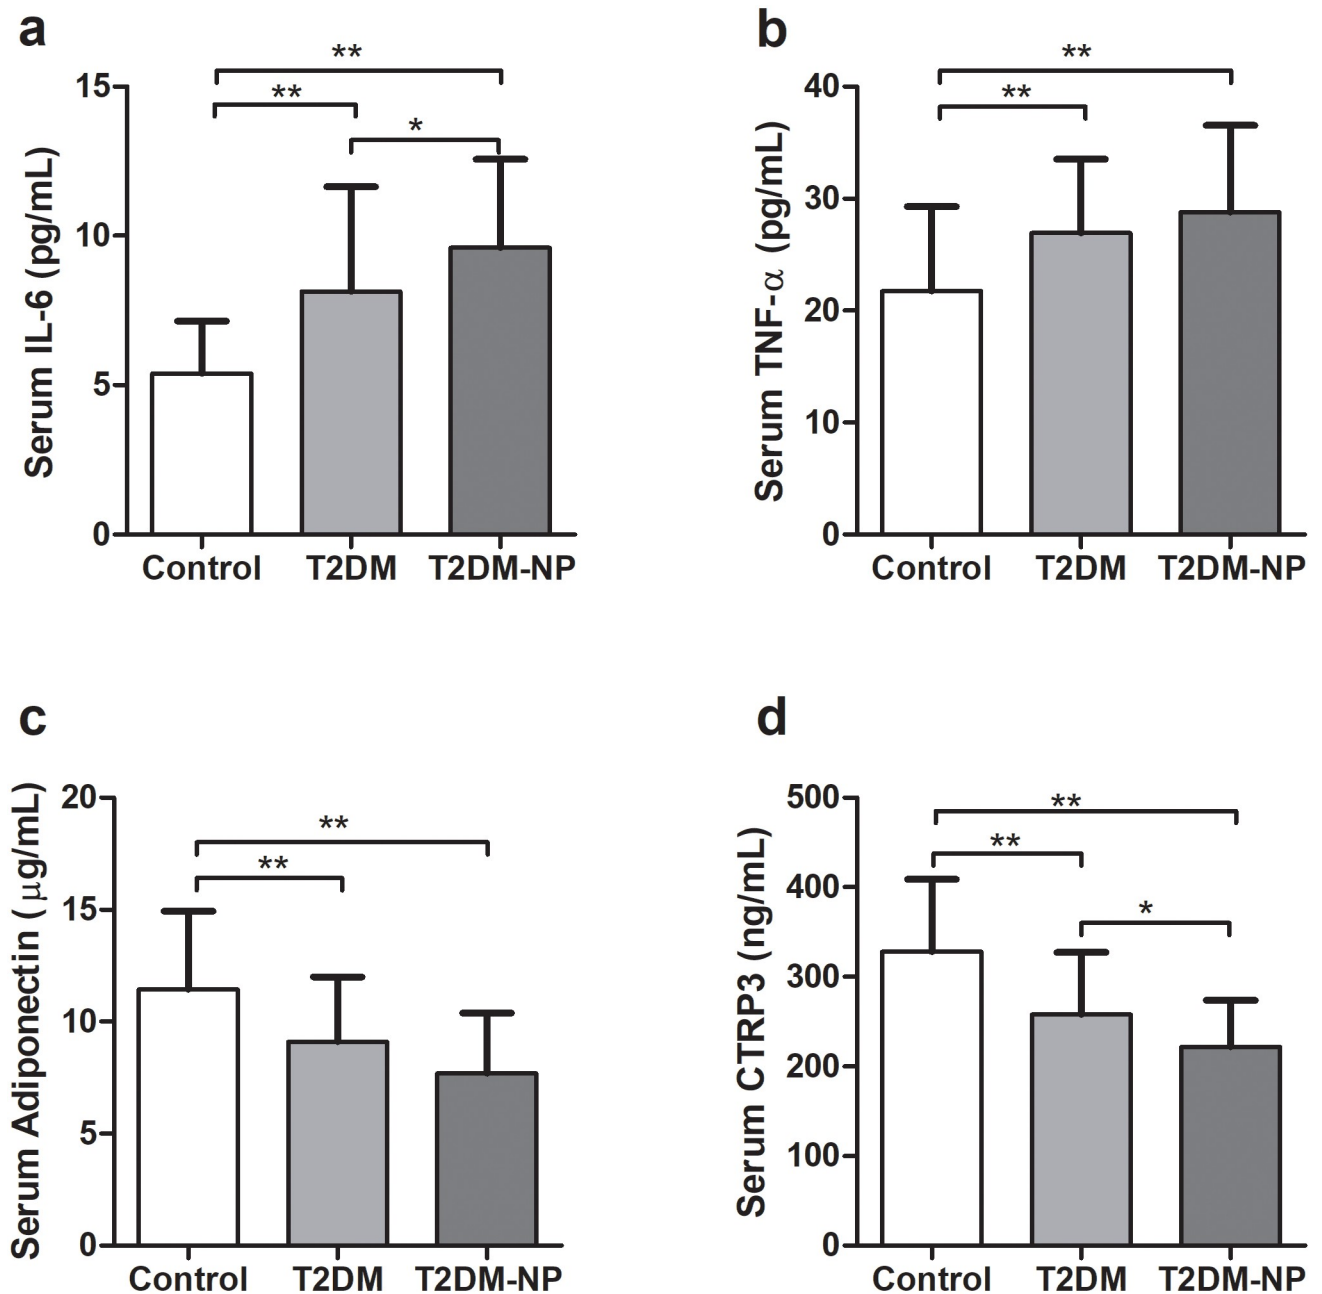 a
**
**
*
15
10
5
0
Serum IL-6 (pg/mL)
Control T2DM T2DM-NP
b
**
**
40
30
20
10
0
Serum TNF-α (pg/mL)
Control T2DM T2DM-NP
c
**
**
20
15
10
5
0
Serum Adiponectin (μg/mL)
Control T2DM T2DM-NP
d
**
**
*
500
400
300
200
100
0
Serum CTRP3 (ng/mL)
Control T2DM T2DM-NP